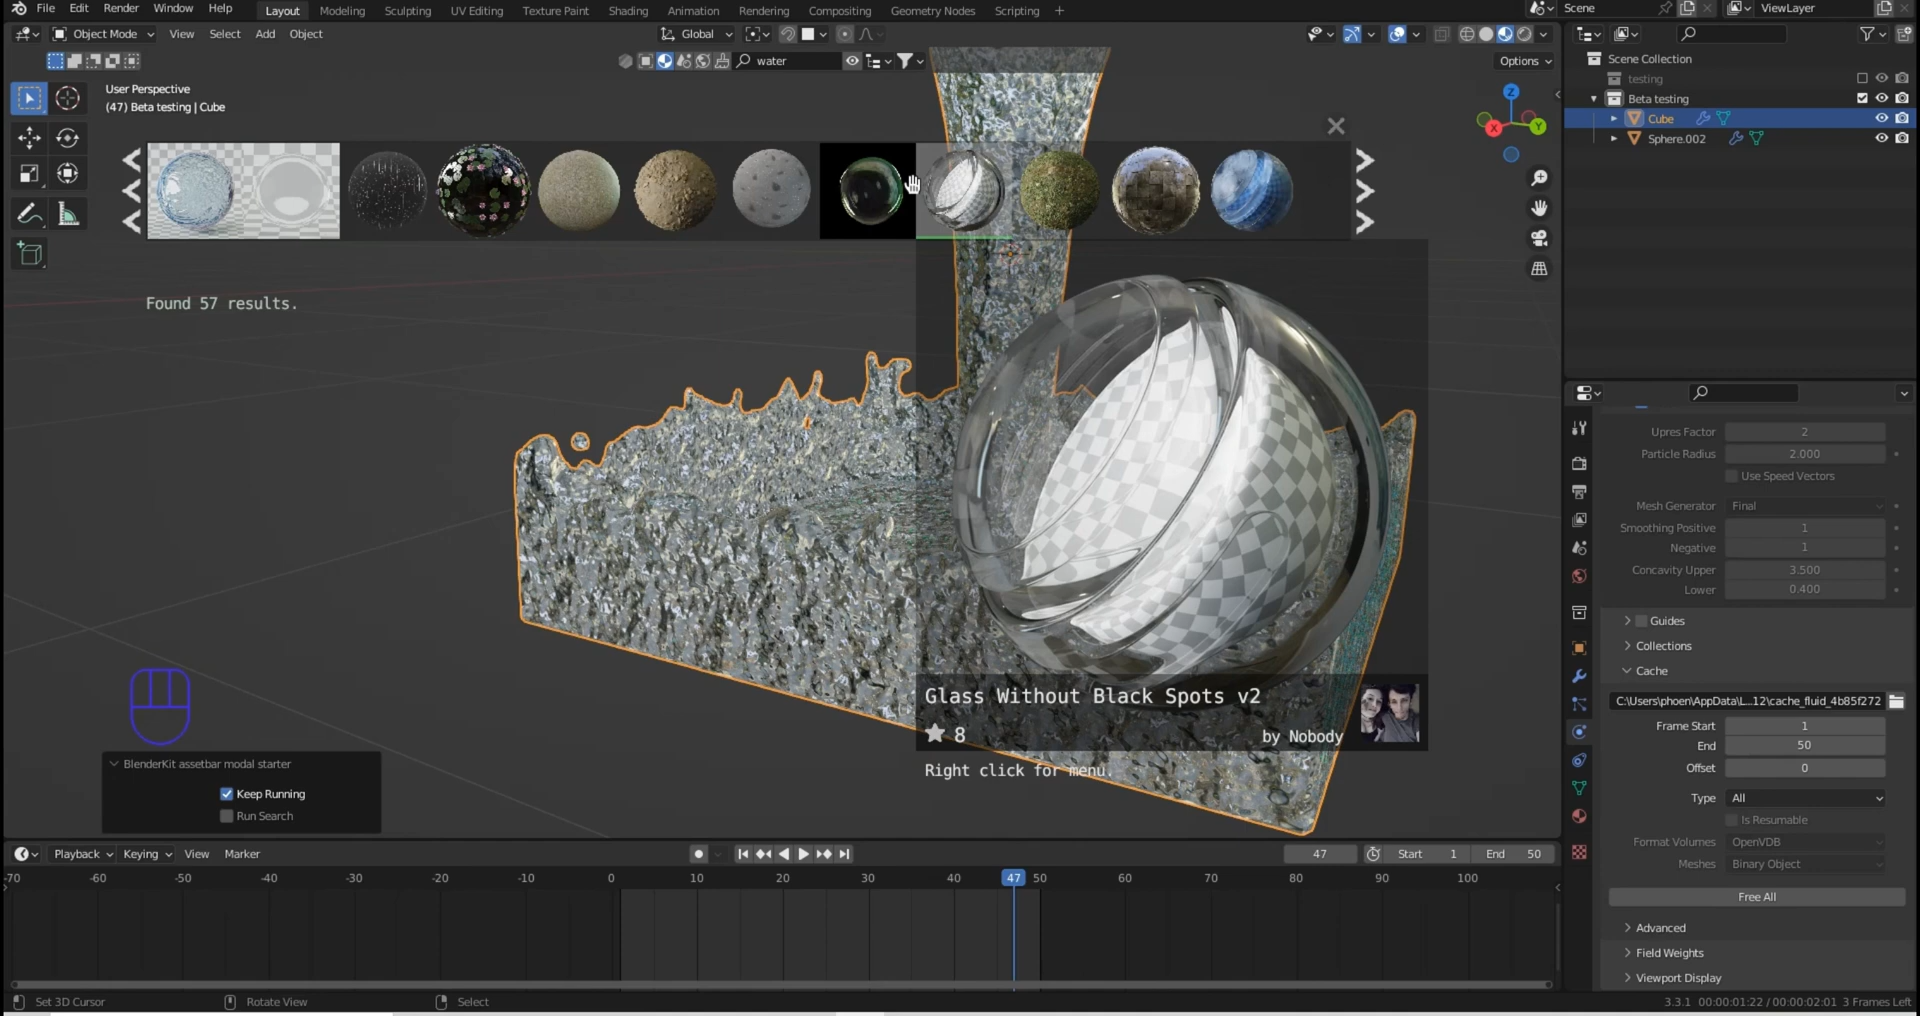 File Edit Render Window Help Layout Modeling Sculpting UV Editing Texture Paint Shading Animation Rendering Compositing Geometry Nodes Scripting + Scene ViewLayer
Object Mode View Select Add Object Global
water Options
User Perspective
(47) Beta testing | Cube
Z
X Y
Scene Collection
testing
Beta testing
Cube
Sphere.002
Found 57 results.
Glass Without Black Spots v2
8 by Nobody
Right click for menu.
BlenderKit assetbar modal starter
Keep Running
Run Search
Upres Factor 2
Particle Radius 2.000
Use Speed Vectors
Mesh Generator Final
Smoothing Positive 1
Negative 1
Concavity Upper 3.500
Lower 0.400
Guides
Collections
Cache
C:\Users\phoen\AppData\L...12\cache_fluid_4b85f272
Frame Start 1
End 50
Offset 0
Type All
Is Resumable
Format Volumes OpenVDB
Meshes Binary Object
Free All
Advanced
Field Weights
Viewport Display
Playback Keying View Marker 47 Start 1 End 50
-70 -60 -50 -40 -30 -20 -10 0 10 20 30 40 47 50 60 70 80 90 100
Set 3D Cursor Rotate View Select 3.3.1 00:00:01:22 / 00:00:02:01 3 Frames Left